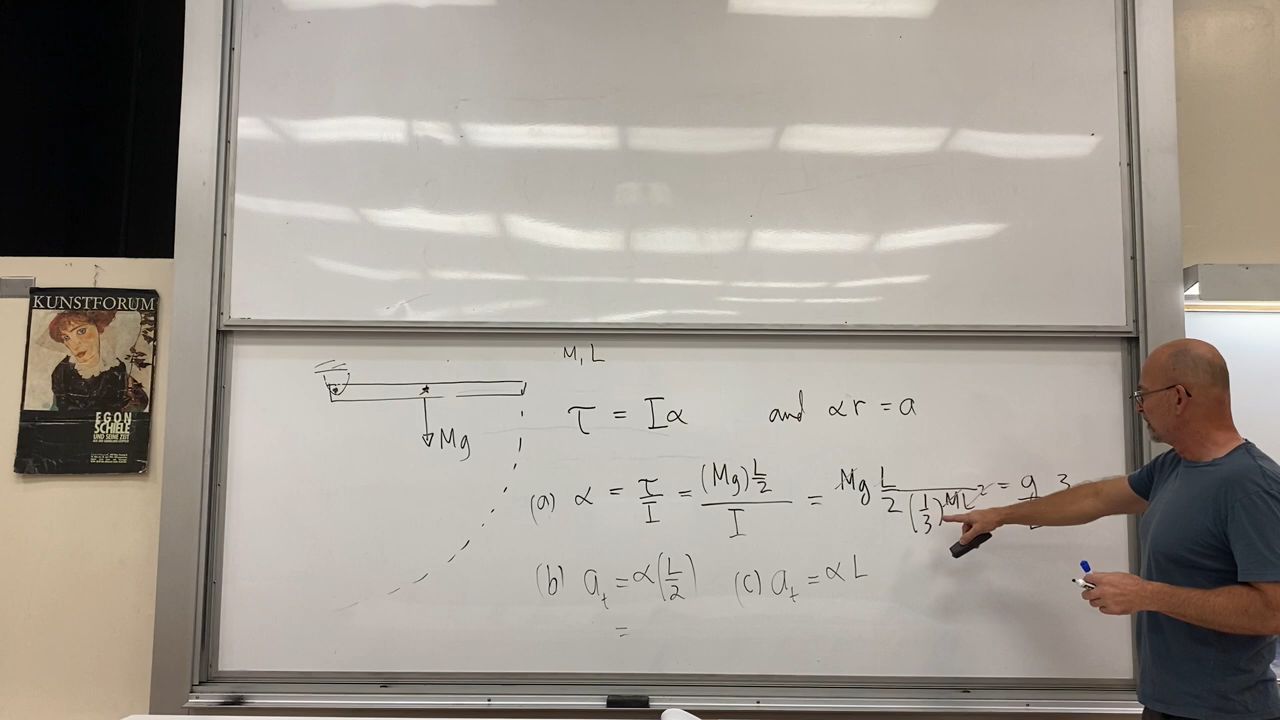 KUNSTFORUM
EGON
SCHIELE
UND SEINE ZEIT
M, L
Mg
τ = Iα and αr = a
(a) α = τ/I = (Mg)L/2 / I = Mg L / 2(1/3)ML² = g 3
(b) a_t = α(L/2) (c) a_t = αL
=